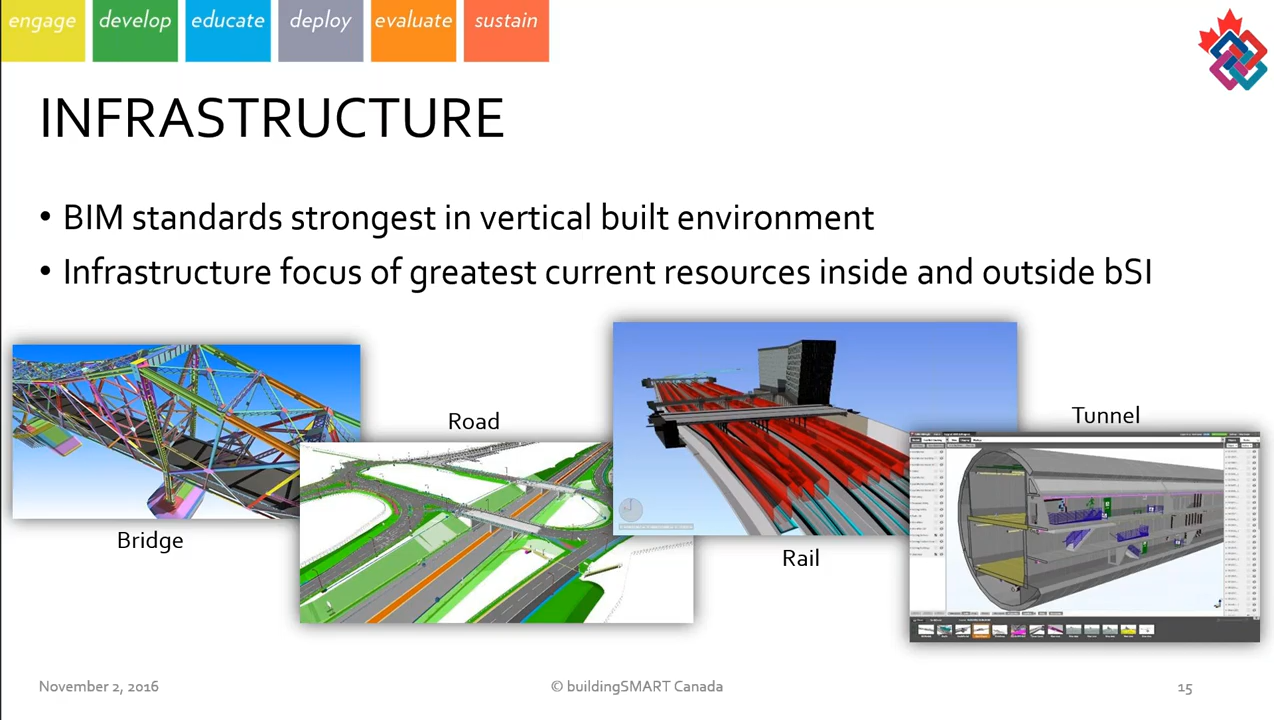 engage develop educate deploy evaluate sustain
INFRASTRUCTURE
• BIM standards strongest in vertical built environment
• Infrastructure focus of greatest current resources inside and outside bSI
Bridge
Road
Rail
Tunnel
November 2, 2016
© buildingSMART Canada
15